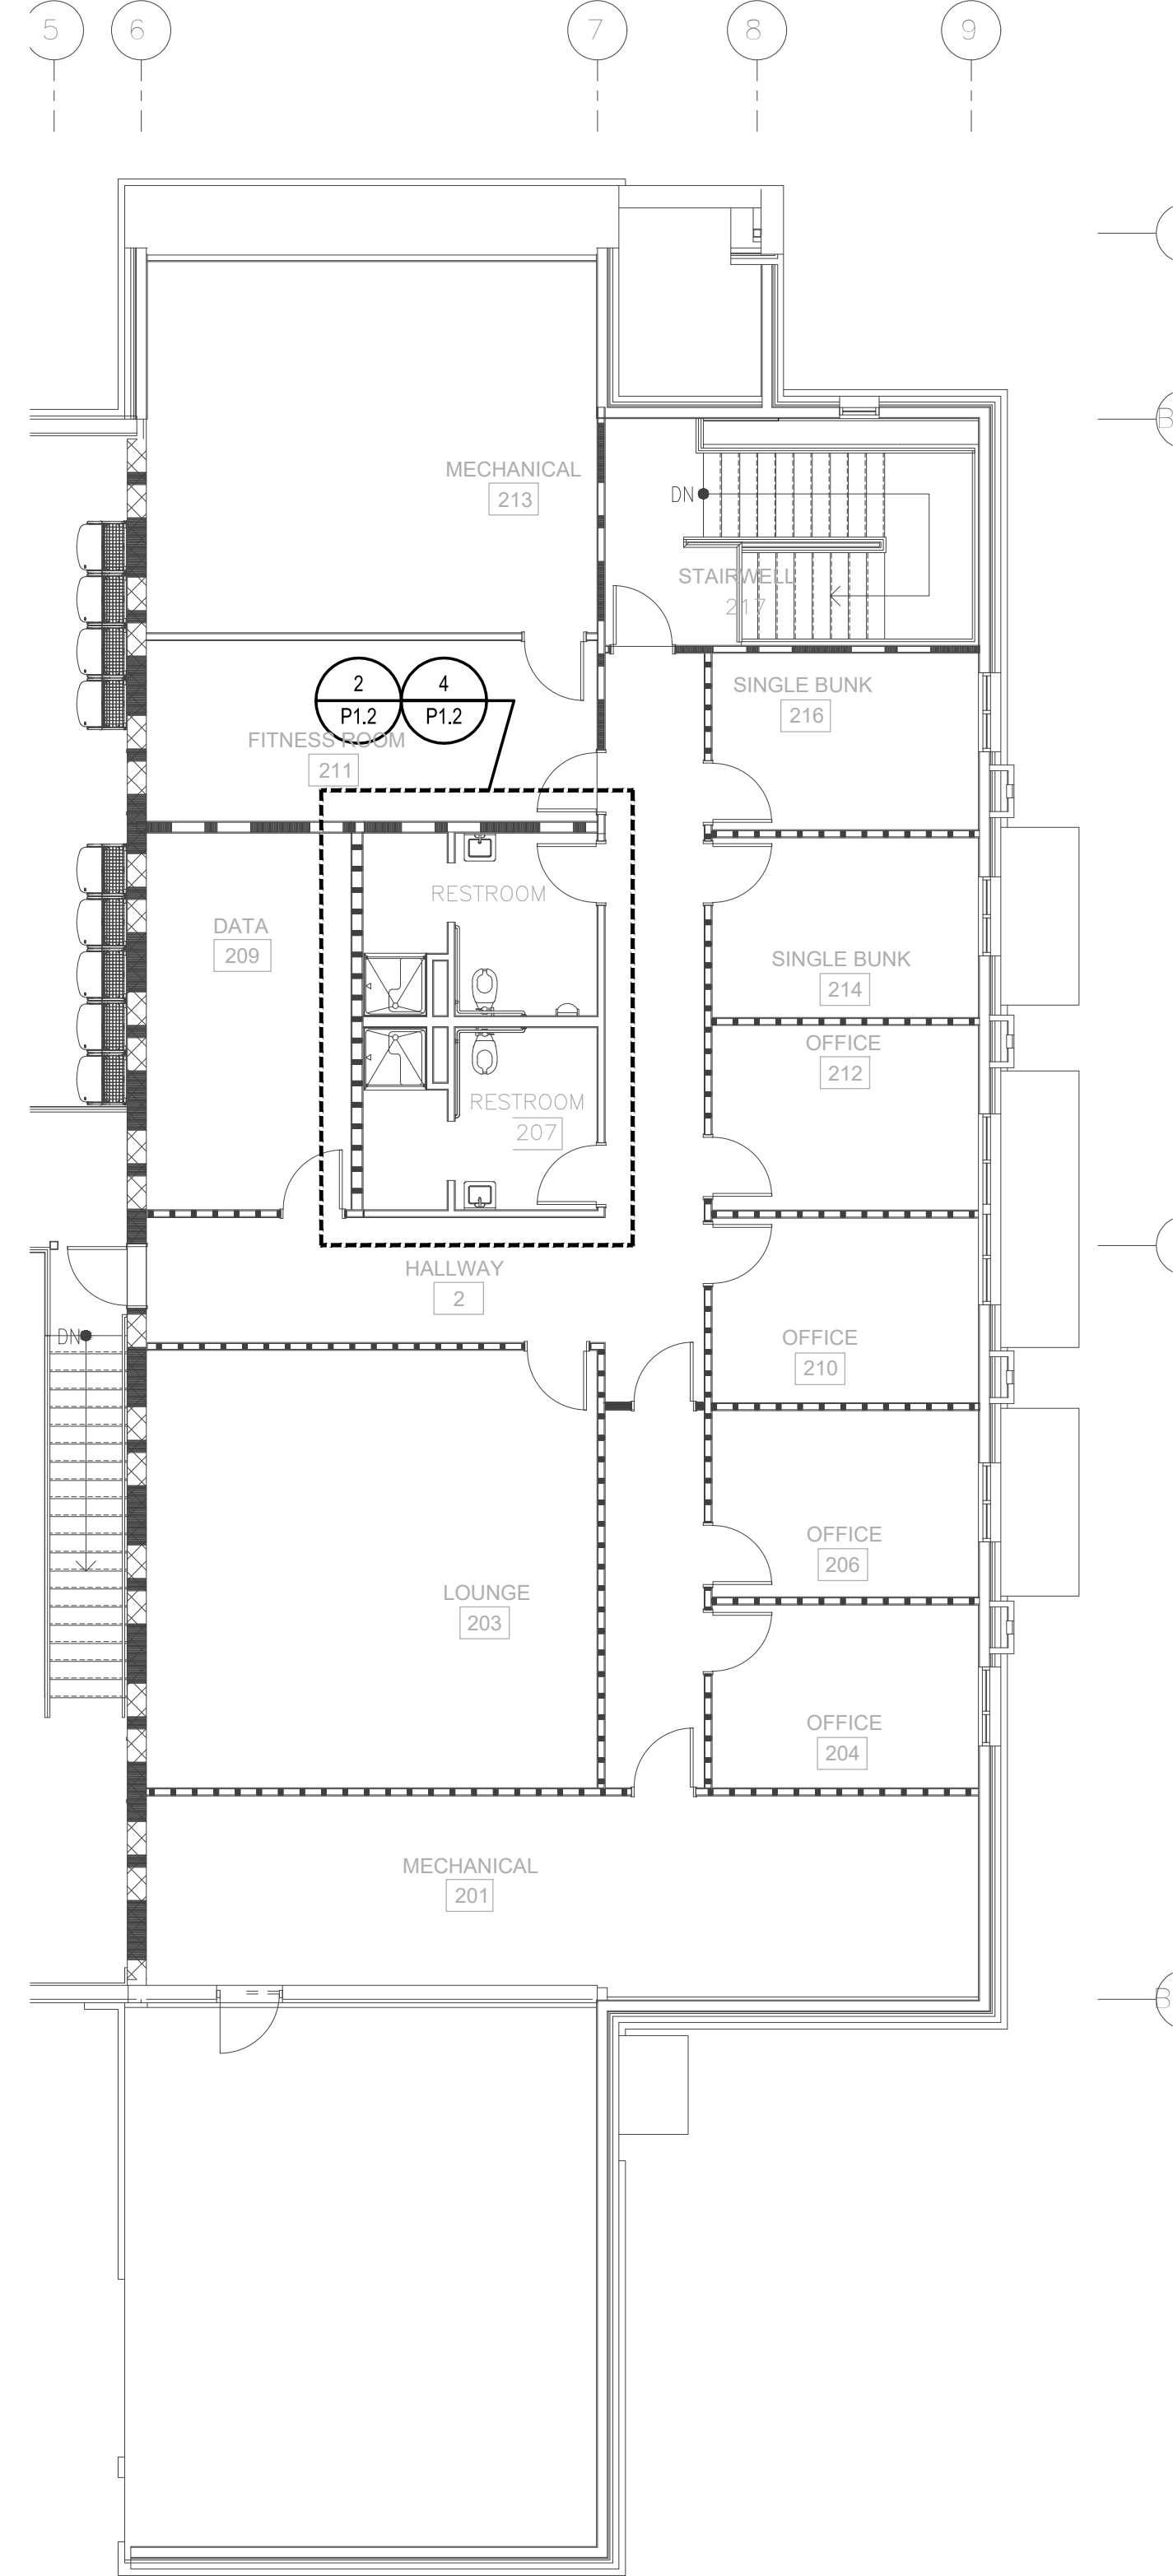 5 6 7 8 9
B
MECHANICAL
213
DN
STAIRWELL
217
SINGLE BUNK
216
2 4
P1.2 P1.2
FITNESS ROOM
211
RESTROOM
DATA
209
SINGLE BUNK
214
OFFICE
212
RESTROOM
207
HALLWAY
2
DN
OFFICE
210
OFFICE
206
LOUNGE
203
OFFICE
204
MECHANICAL
201
B